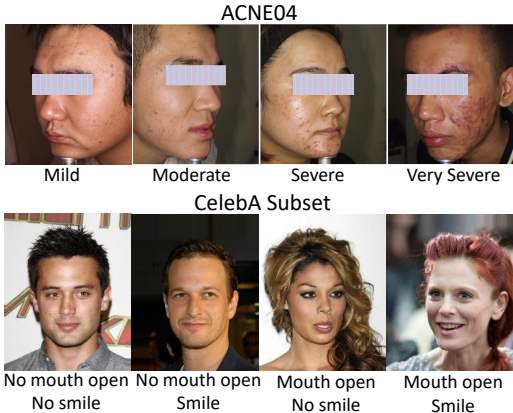 ACNE04
Mild Moderate Severe Very Severe
CelebA Subset
No mouth open No mouth open Mouth open Mouth open
No smile Smile No smile Smile